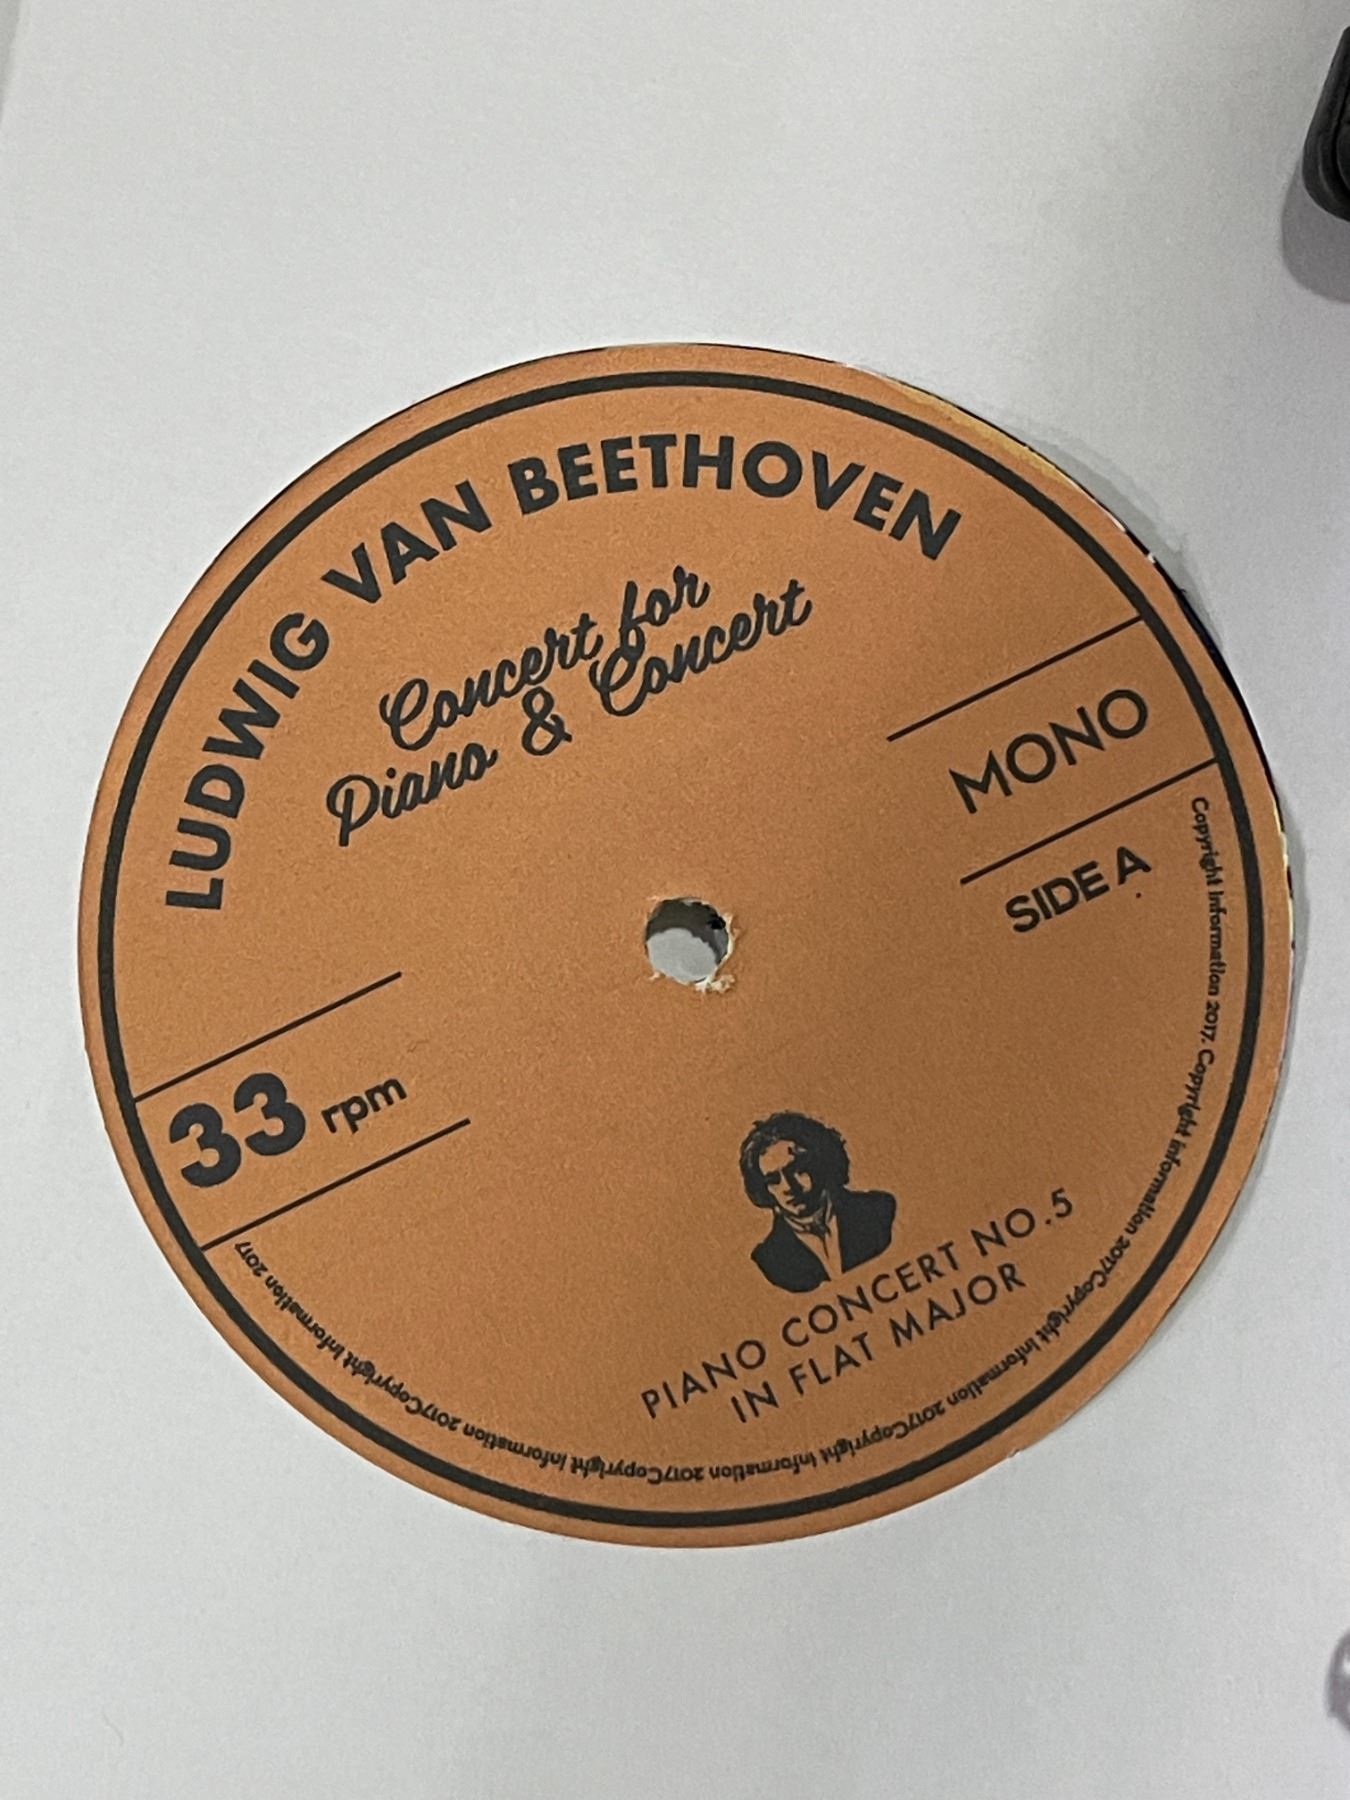 LUDWIG VAN BEETHOVEN
Concert for
Piano & Concert
MONO
SIDE A
33 rpm
PIANO CONCERT NO.5
IN FLAT MAJOR
Copyright Information 2017. Copyright Information 2017Copyright Information 2017Copyright Information 2017Copyright Information 2017Copyright Information 2017